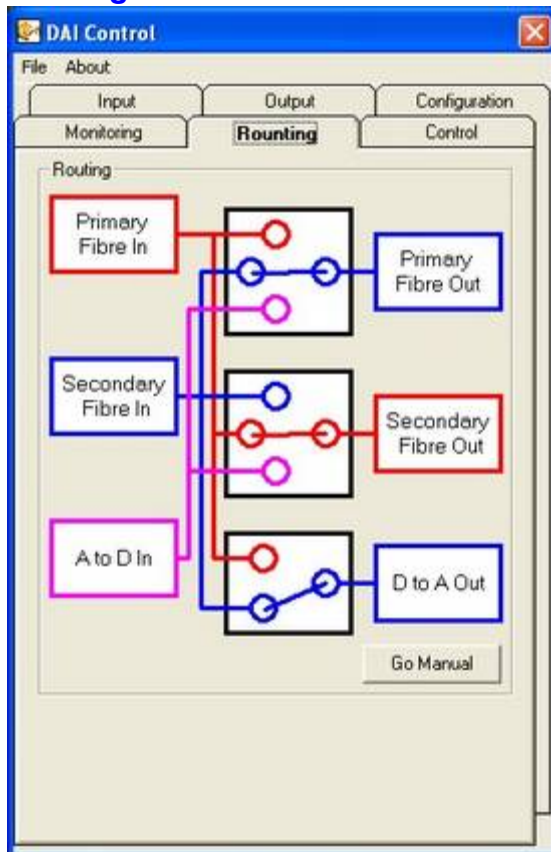 DAI Control
File About
Input Output Configuration
Monitoring Rounting Control
Routing
Primary
Fibre In
Primary
Fibre Out
Secondary
Fibre In
Secondary
Fibre Out
A to D In
D to A Out
Go Manual